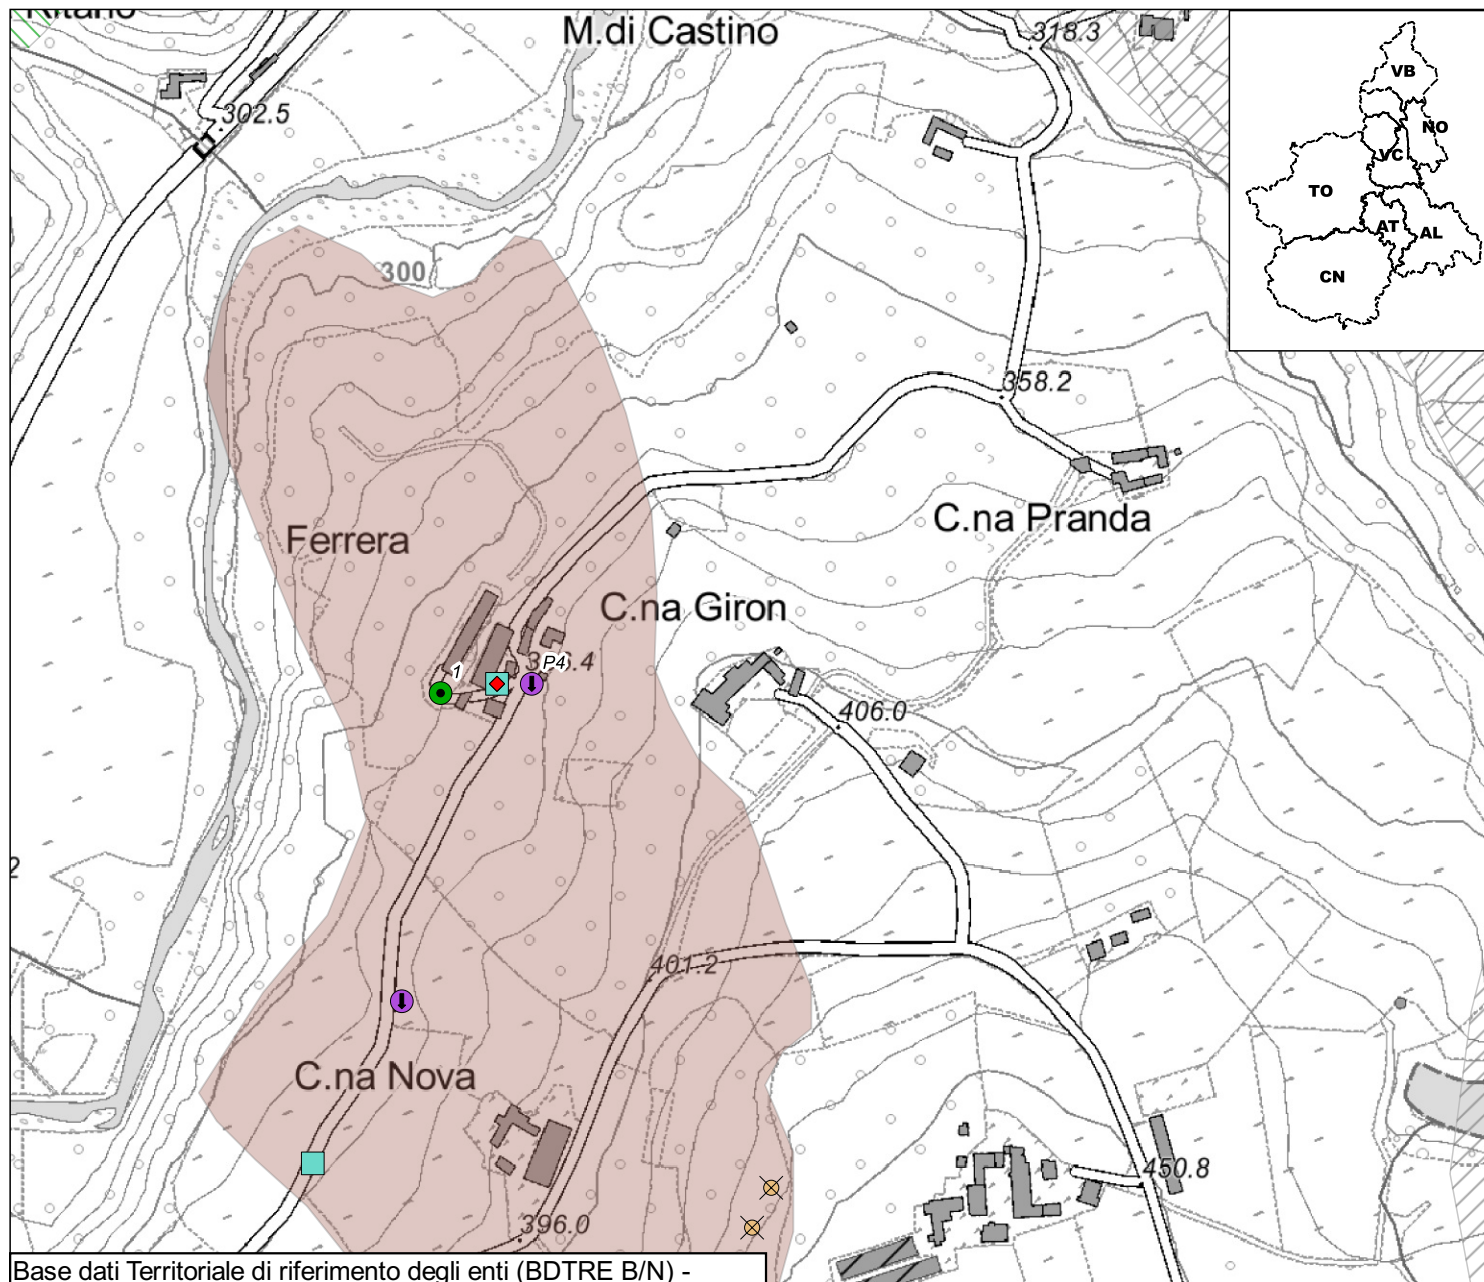 M.di Castino
318.3
302.5
VB
NO
VC
TO
AT
AL
CN
300
358.2
C.na Pranda
Ferrera
C.na Giron
P4
1
406.0
401.2
C.na Nova
450.8
396.0
Base dati Territoriale di riferimento degli enti (BDTRE B/N) -